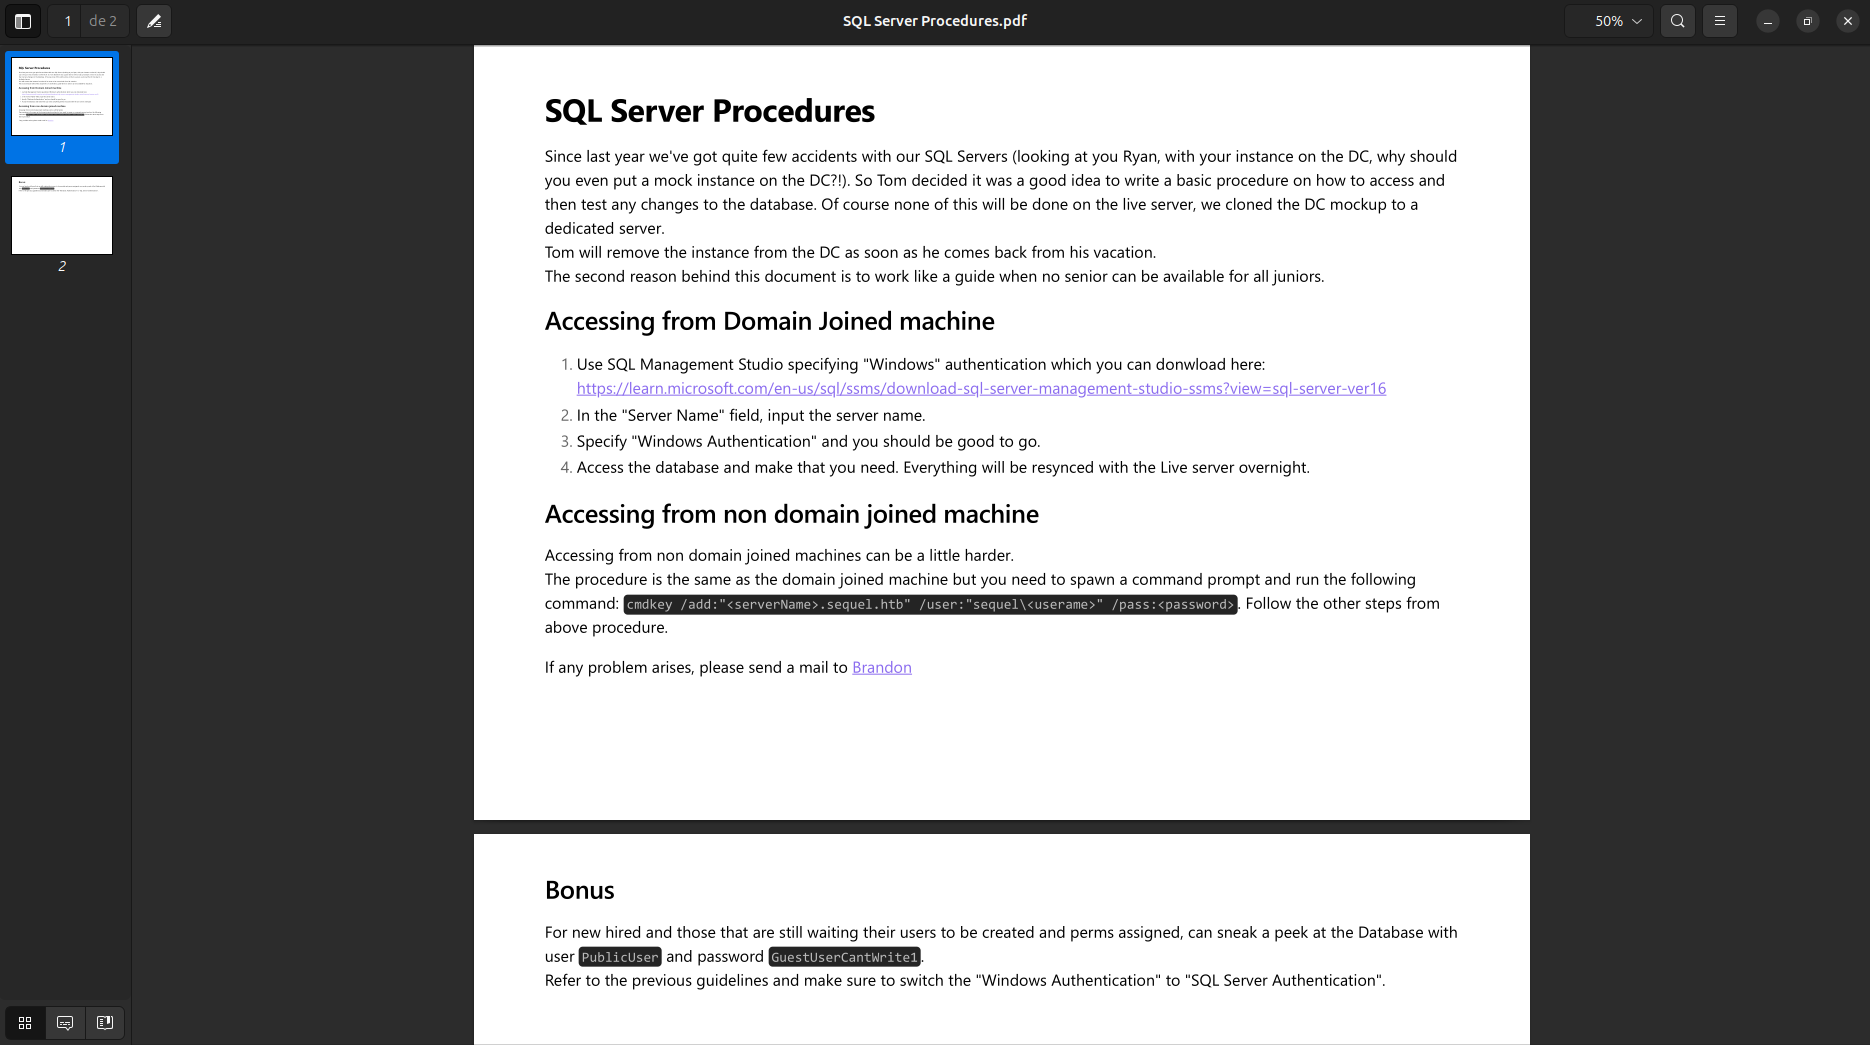 1 de 2
SQL Server Procedures.pdf
50%
1
2
SQL Server Procedures
Since last year we've got quite few accidents with our SQL Servers (looking at you Ryan, with your instance on the DC, why should
you even put a mock instance on the DC?!). So Tom decided it was a good idea to write a basic procedure on how to access and
then test any changes to the database. Of course none of this will be done on the live server, we cloned the DC mockup to a
dedicated server.
Tom will remove the instance from the DC as soon as he comes back from his vacation.
The second reason behind this document is to work like a guide when no senior can be available for all juniors.
Accessing from Domain Joined machine
1. Use SQL Management Studio specifying "Windows" authentication which you can donwload here:
https://learn.microsoft.com/en-us/sql/ssms/download-sql-server-management-studio-ssms?view=sql-server-ver16
2. In the "Server Name" field, input the server name.
3. Specify "Windows Authentication" and you should be good to go.
4. Access the database and make that you need. Everything will be resynced with the Live server overnight.
Accessing from non domain joined machine
Accessing from non domain joined machines can be a little harder.
The procedure is the same as the domain joined machine but you need to spawn a command prompt and run the following
command: cmdkey /add:"<serverName>.sequel.htb" /user:"sequel\<userame>" /pass:<password>. Follow the other steps from
above procedure.
If any problem arises, please send a mail to Brandon
Bonus
For new hired and those that are still waiting their users to be created and perms assigned, can sneak a peek at the Database with
user PublicUser and password GuestUserCantWrite1.
Refer to the previous guidelines and make sure to switch the "Windows Authentication" to "SQL Server Authentication".